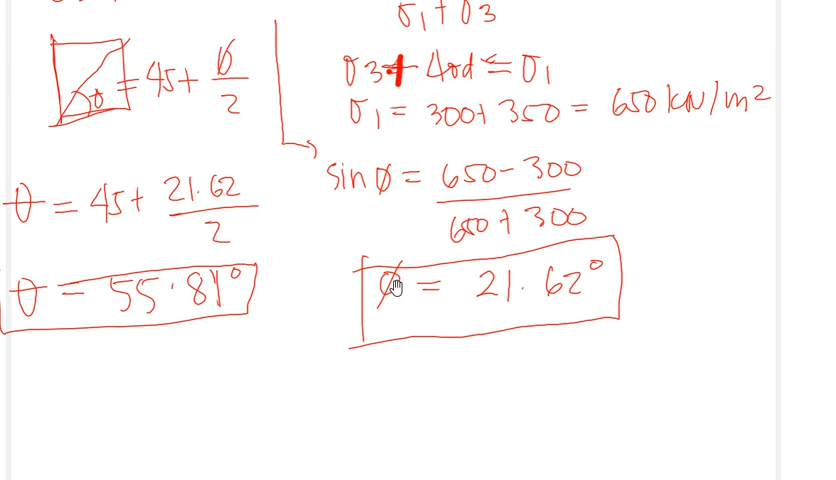 σ1 + σ3
θ = 45 + ø/2
σ3 + Δσd = σ1
σ1 = 300 + 350 = 650 kN/m2
sin ø = 650 - 300
650 + 300
ø = 21.62°
θ = 45 + 21.62
2
θ = 55.81°